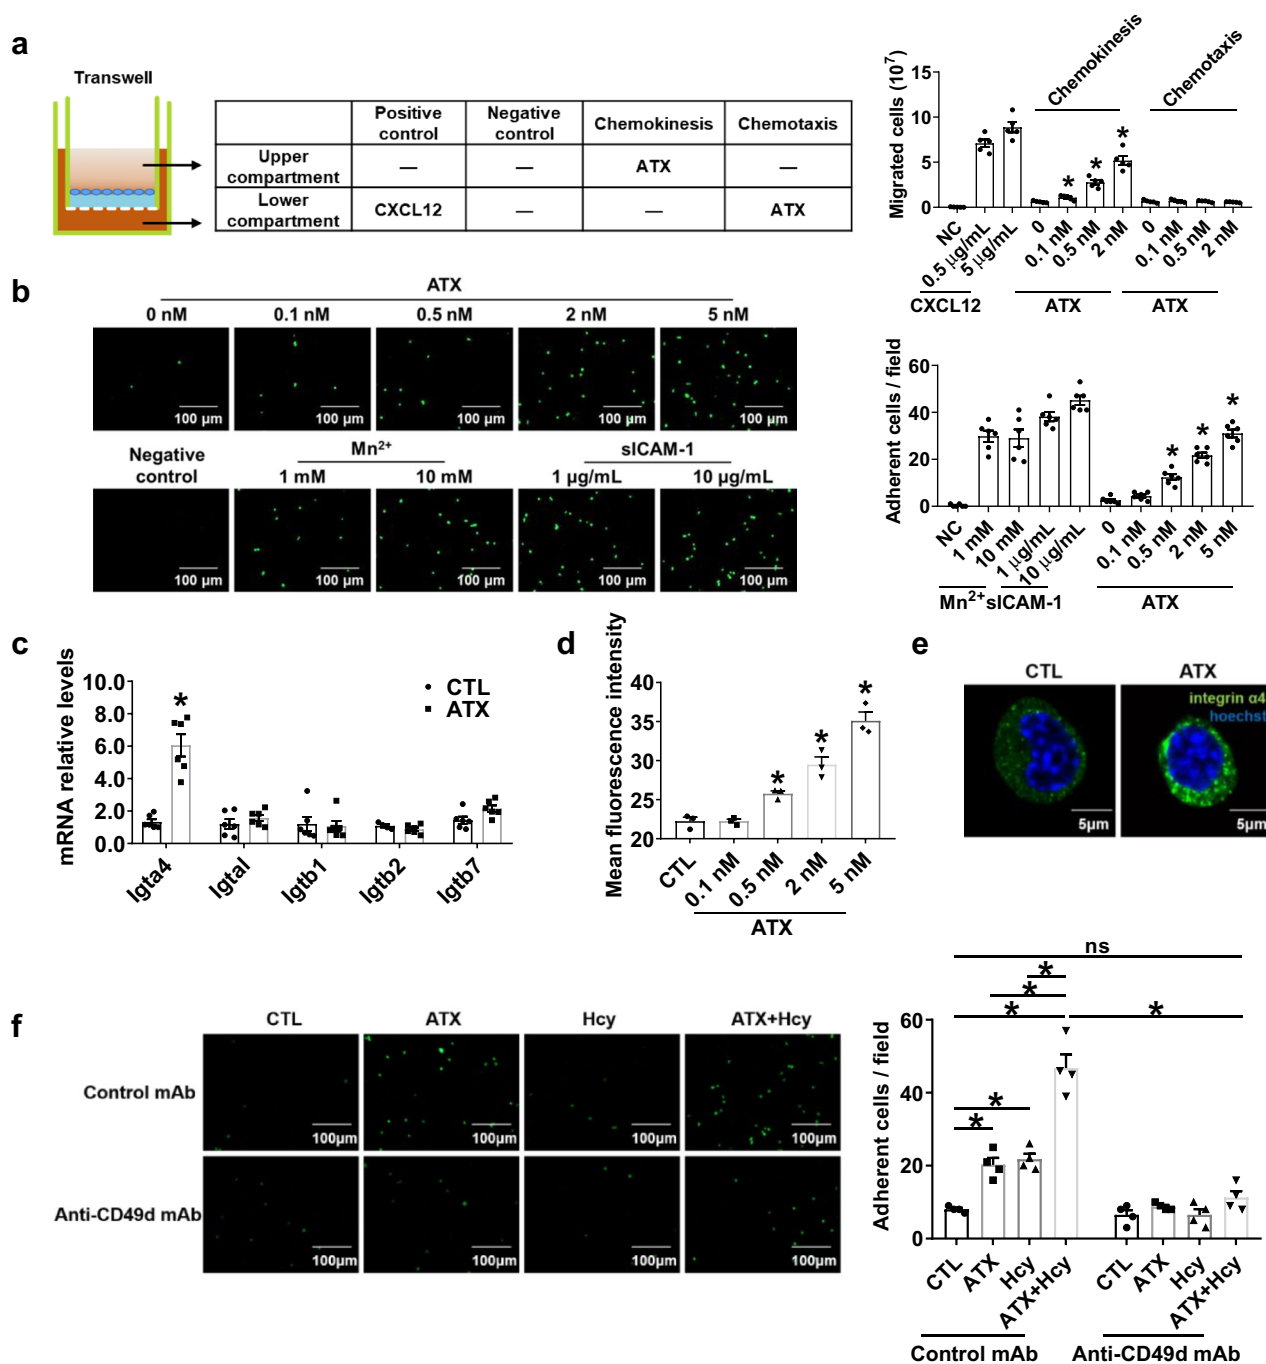 a
Transwell
Positive control
Negative control
Chemokinesis
Chemotaxis
Upper compartment
—
—
ATX
—
Lower compartment
CXCL12
—
—
ATX
Migrated cells (10⁷)
15
10
5
0
Chemokinesis
Chemotaxis
*
*
*
NC
0.5 µg/mL
5 µg/mL
0
0.1 nM
0.5 nM
2 nM
0
0.1 nM
0.5 nM
2 nM
CXCL12
ATX
ATX
b
ATX
0 nM
0.1 nM
0.5 nM
2 nM
5 nM
100 µm
100 µm
100 µm
100 µm
100 µm
Negative control
Mn²⁺
sICAM-1
1 mM
10 mM
1 µg/mL
10 µg/mL
100 µm
100 µm
100 µm
100 µm
100 µm
Adherent cells / field
60
40
20
0
*
*
*
NC
1 mM
10 mM
1 µg/mL
10 µg/mL
0
0.1 nM
0.5 nM
2 nM
5 nM
Mn²⁺
sICAM-1
ATX
c
mRNA relative levels
10.0
8.0
6.0
4.0
2.0
0.0
*
CTL
ATX
Igta4
Igtal
Igtb1
Igtb2
Igtb7
d
Mean fluorescence intensity
40
35
30
25
20
*
*
*
CTL
0.1 nM
0.5 nM
2 nM
5 nM
ATX
e
CTL
ATX
integrin α4
hoechst
5µm
5µm
f
CTL
ATX
Hcy
ATX+Hcy
Control mAb
100µm
100µm
100µm
100µm
Anti-CD49d mAb
100µm
100µm
100µm
100µm
Adherent cells / field
60
40
20
0
ns
*
*
*
*
*
*
CTL
ATX
Hcy
ATX+Hcy
CTL
ATX
Hcy
ATX+Hcy
Control mAb
Anti-CD49d mAb